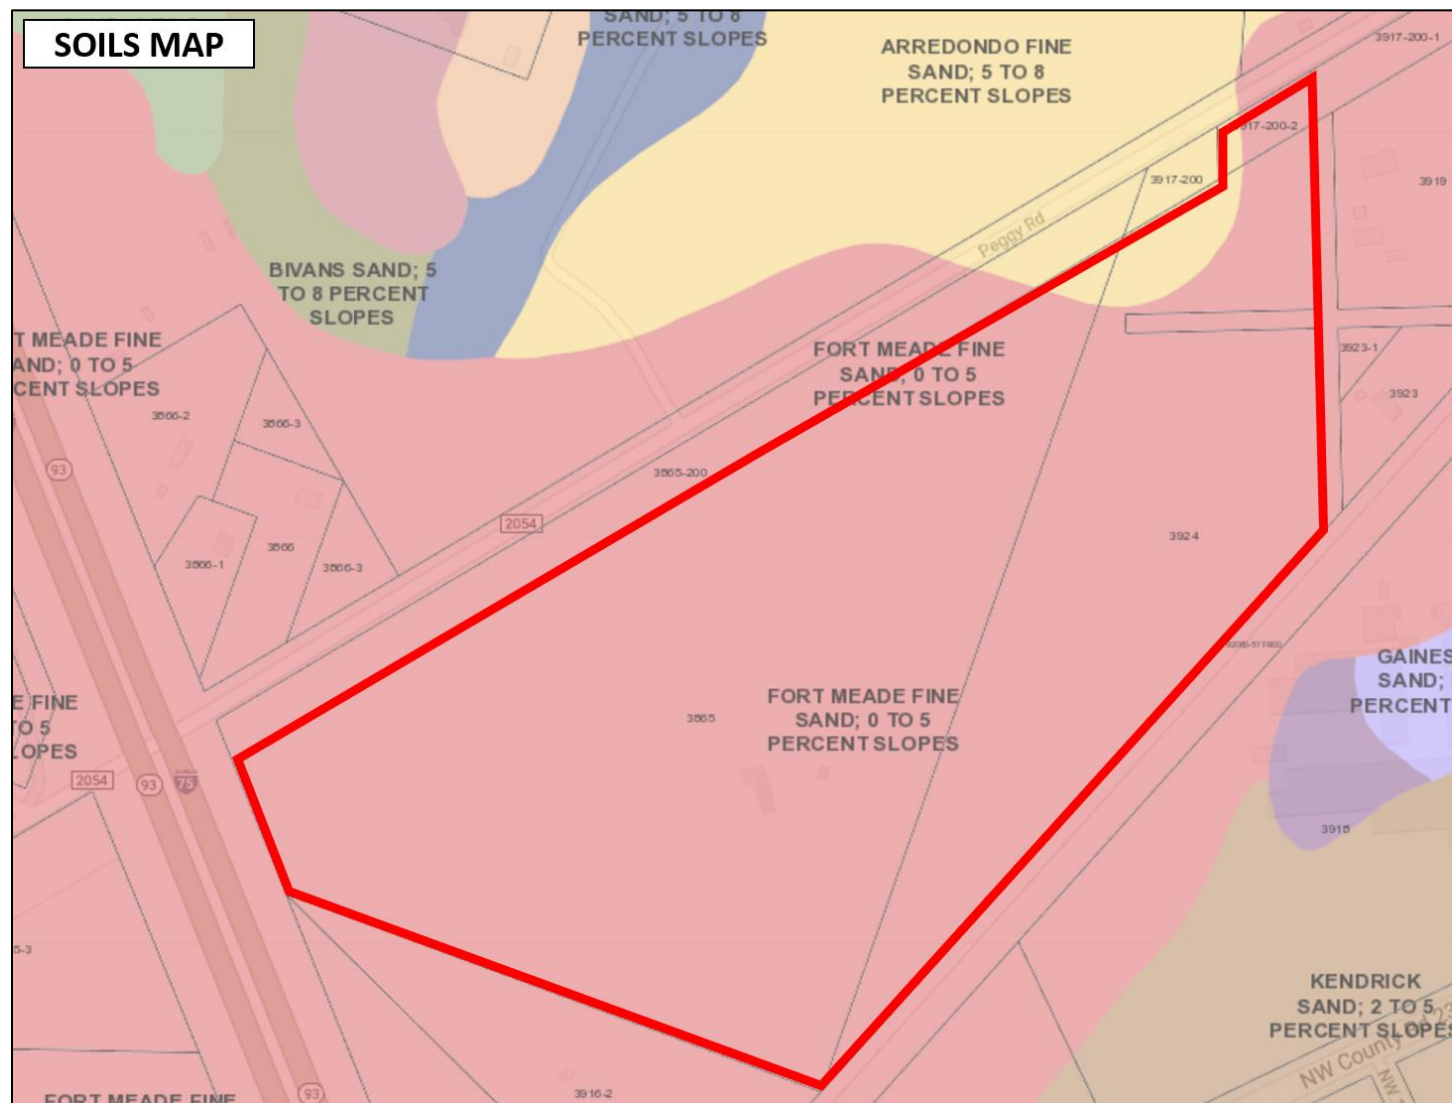 SOILS MAP
SAND; 5 TO 8
PERCENT SLOPES
ARREDONDO FINE
SAND; 5 TO 8
PERCENT SLOPES
3917-200-1
917-200-2
3917-200
3919
Peggy Rd
BIVANS SAND; 5
TO 8 PERCENT
SLOPES
T MEADE FINE
AND; 0 TO 5
CENT SLOPES
FORT MEADE FINE
SAND; 0 TO 5
PERCENT SLOPES
3923-1
3923
3866-2
3866-3
93
3865-200
2054
3866
3866-1
3866-3
3924
GAINES
SAND;
PERCENT
E FINE
TO 5
LOPES
3865
FORT MEADE FINE
SAND; 0 TO 5
PERCENT SLOPES
2054
93
75
3918
5-3
KENDRICK
SAND; 2 TO 5
PERCENT SLOPES
NW County Rd 23
NW
93
3916-2
FORT MEADE FINE